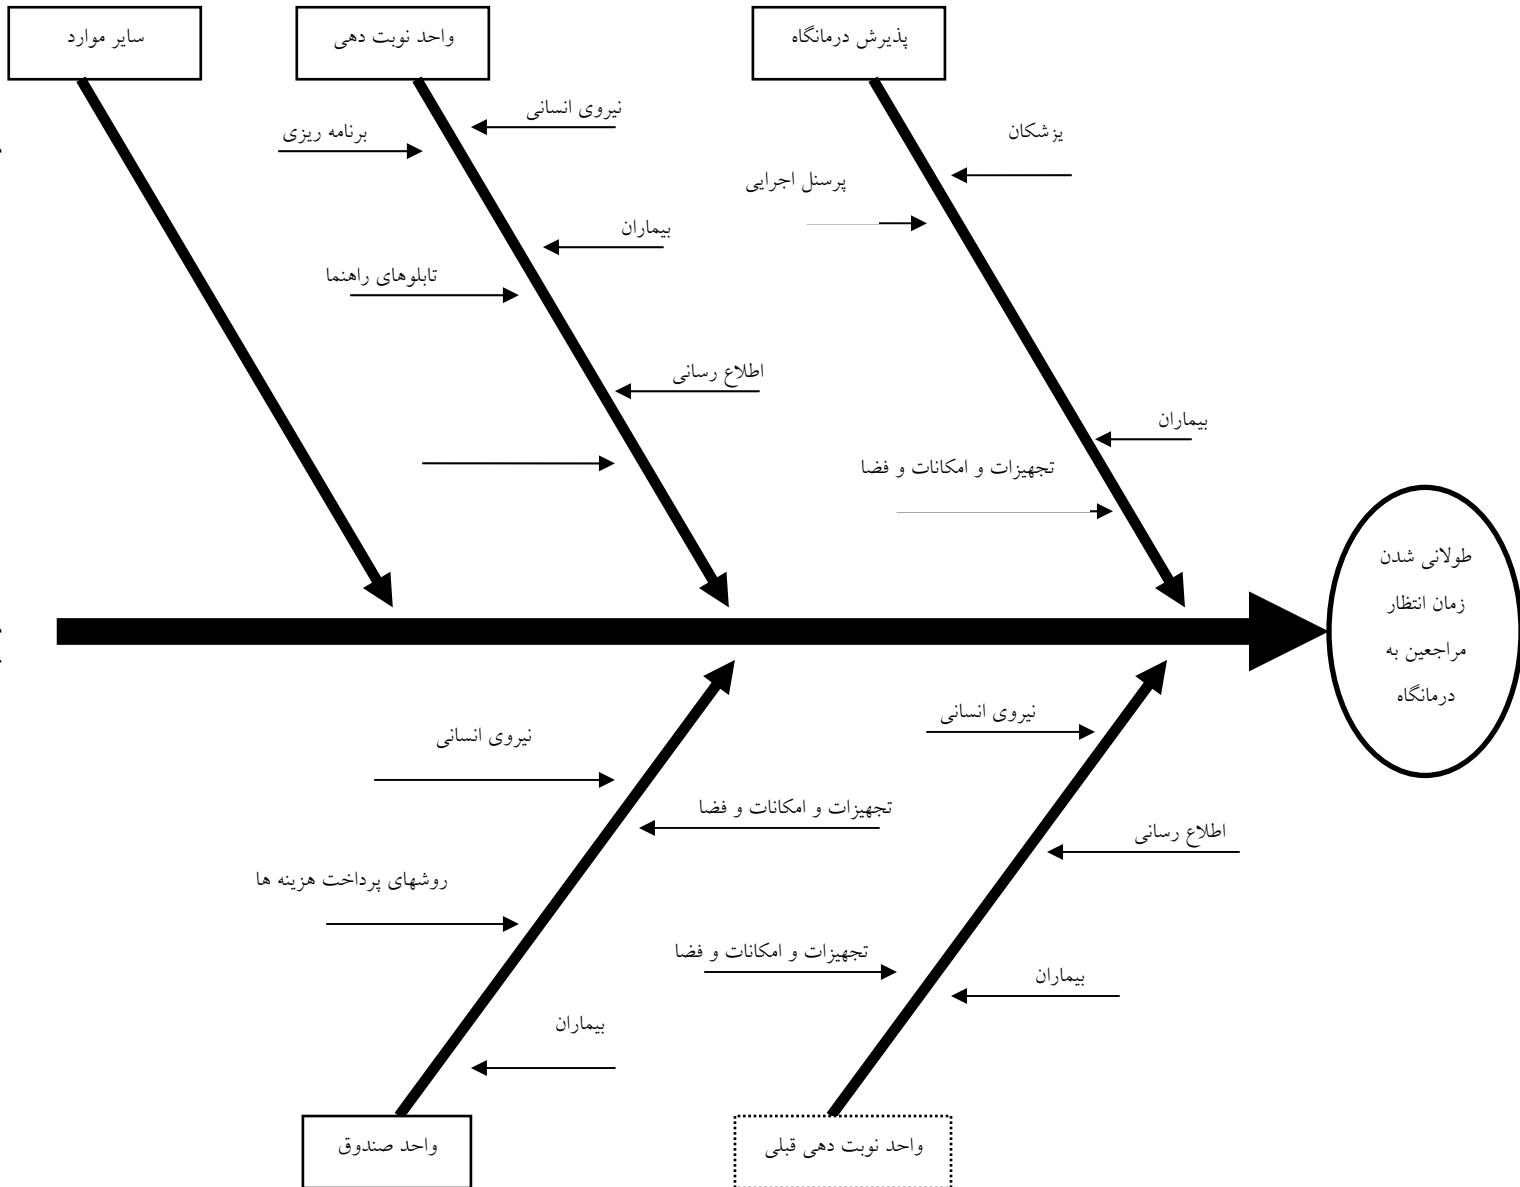 پذیرش درمانگاه
واحد نوبت دهی
سایر موارد
نیروی انسانی
برنامه ریزی
پزشکان
پرسنل اجرایی
بیماران
تابلوهای راهنما
اطلاع رسانی
بیماران
تجهیزات و امکانات و فضا
طولانی شدن
زمان انتظار
مراجعین به
درمانگاه
نیروی انسانی
نیروی انسانی
تجهیزات و امکانات و فضا
اطلاع رسانی
روشهای پرداخت هزینه ها
تجهیزات و امکانات و فضا
بیماران
بیماران
واحد نوبت دهی قبلی
واحد صندوق